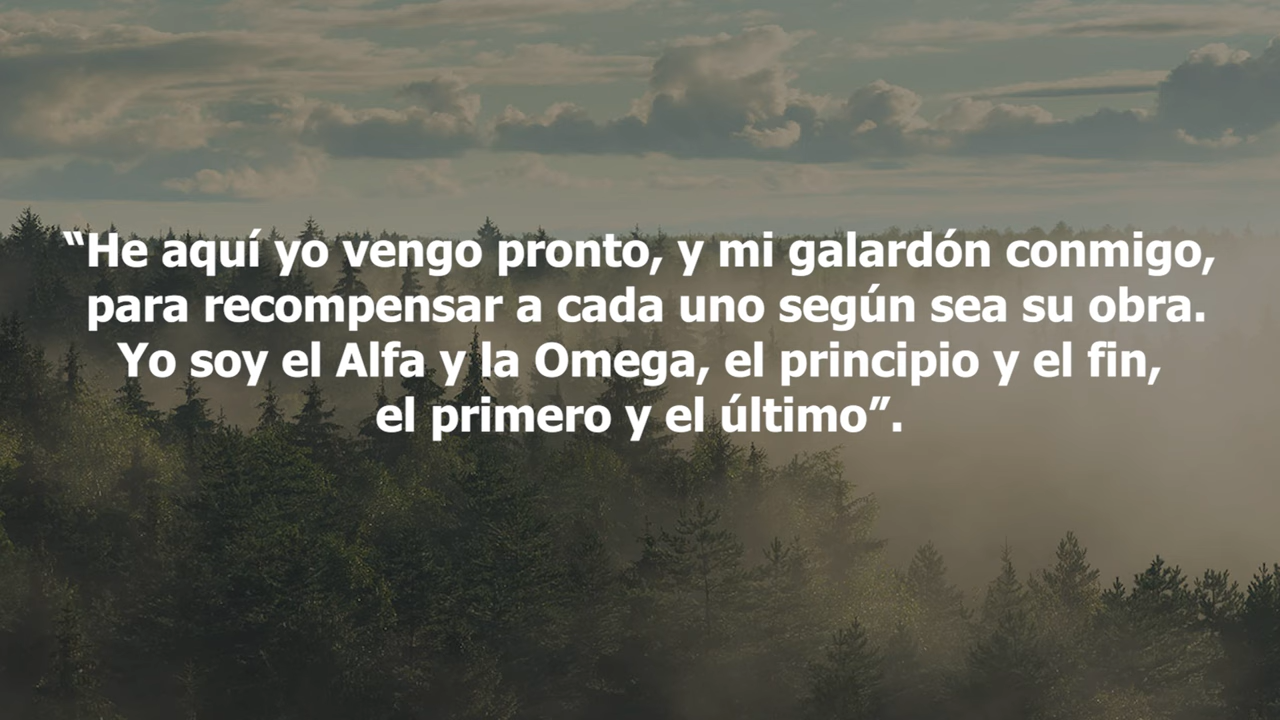 “He aquí yo vengo pronto, y mi galardón conmigo,
para recompensar a cada uno según sea su obra.
Yo soy el Alfa y la Omega, el principio y el fin,
el primero y el último”.